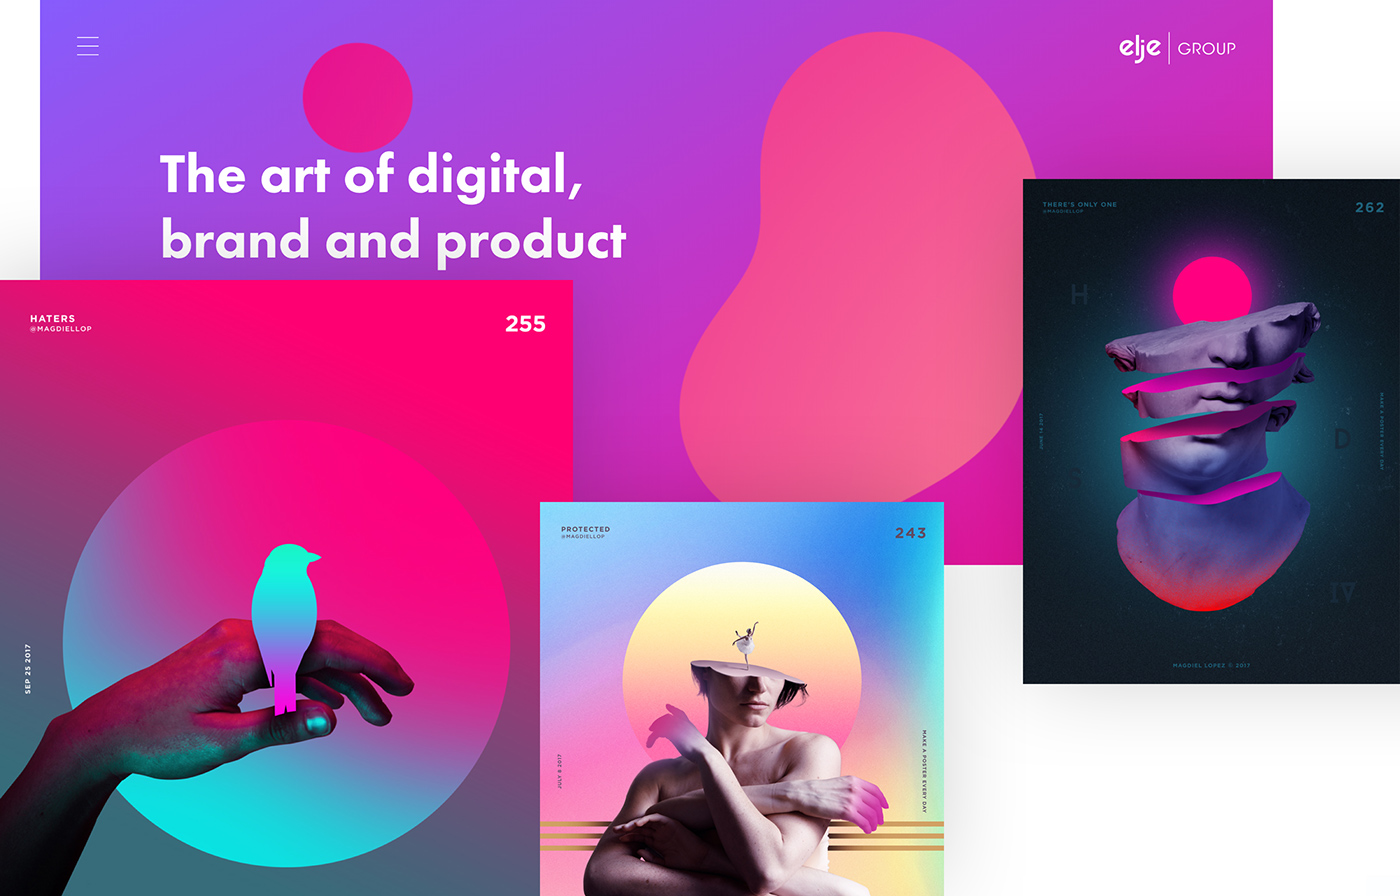 elje GROUP
The art of digital,
brand and product
HATERS
@MAGDIELLOP
255
SEP 25 2017
PROTECTED
@MAGDIELLOP
243
JULY 6 2017
MAKE A POSTER EVERY DAY
THERE'S ONLY ONE
@MAGDIELLOP
262
H
D
IV
JUNE 14 2017
MAKE A POSTER EVERY DAY
MAGDIEL LOPEZ © 2017